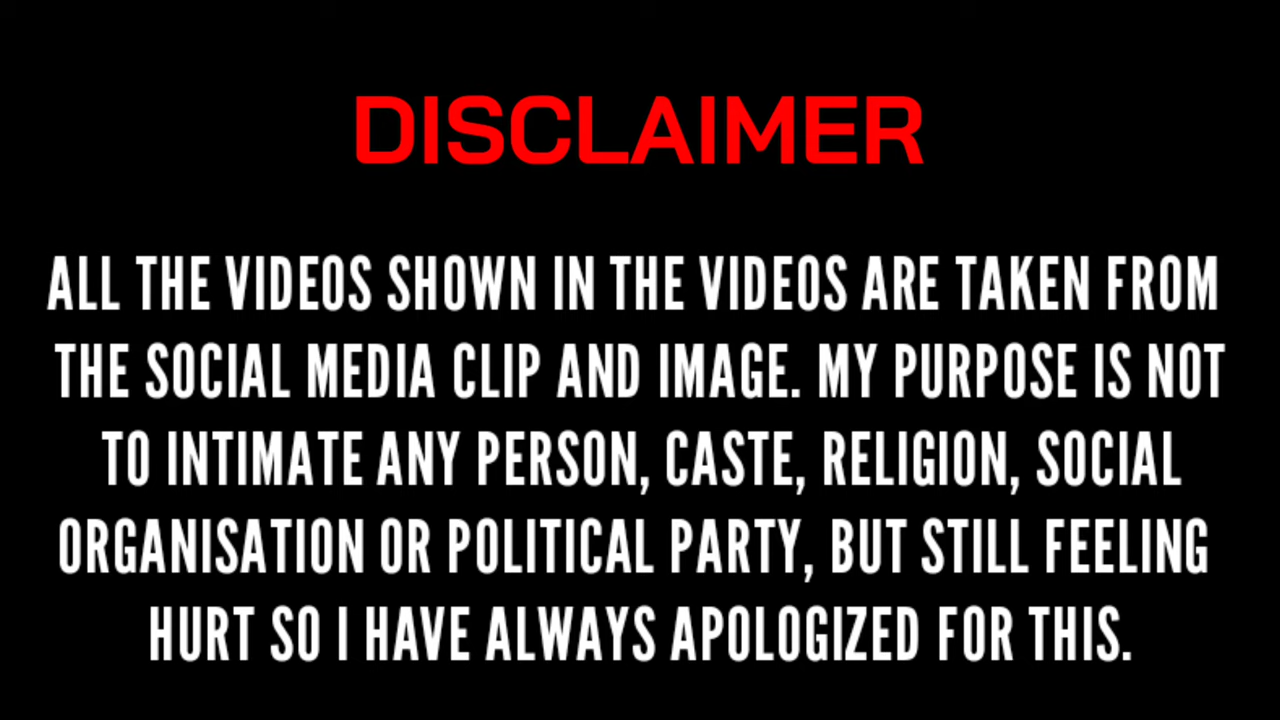 DISCLAIMER
ALL THE VIDEOS SHOWN IN THE VIDEOS ARE TAKEN FROM
THE SOCIAL MEDIA CLIP AND IMAGE. MY PURPOSE IS NOT
TO INTIMATE ANY PERSON, CASTE, RELIGION, SOCIAL
ORGANISATION OR POLITICAL PARTY, BUT STILL FEELING
HURT SO I HAVE ALWAYS APOLOGIZED FOR THIS.